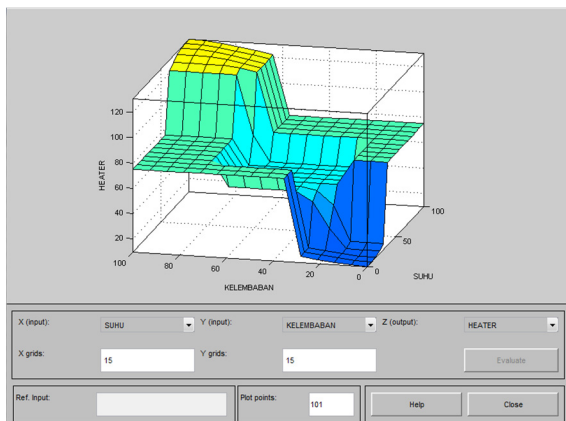 120
100
80
60
40
20
HEATER
100
80
60
40
20
0
KELEMBABAN
0
50
100
SUHU
X (input): SUHU Y (input): KELEMBABAN Z (output): HEATER
X grids: 15 Y grids: 15 Evaluate
Ref. Input: Plot points: 101 Help Close